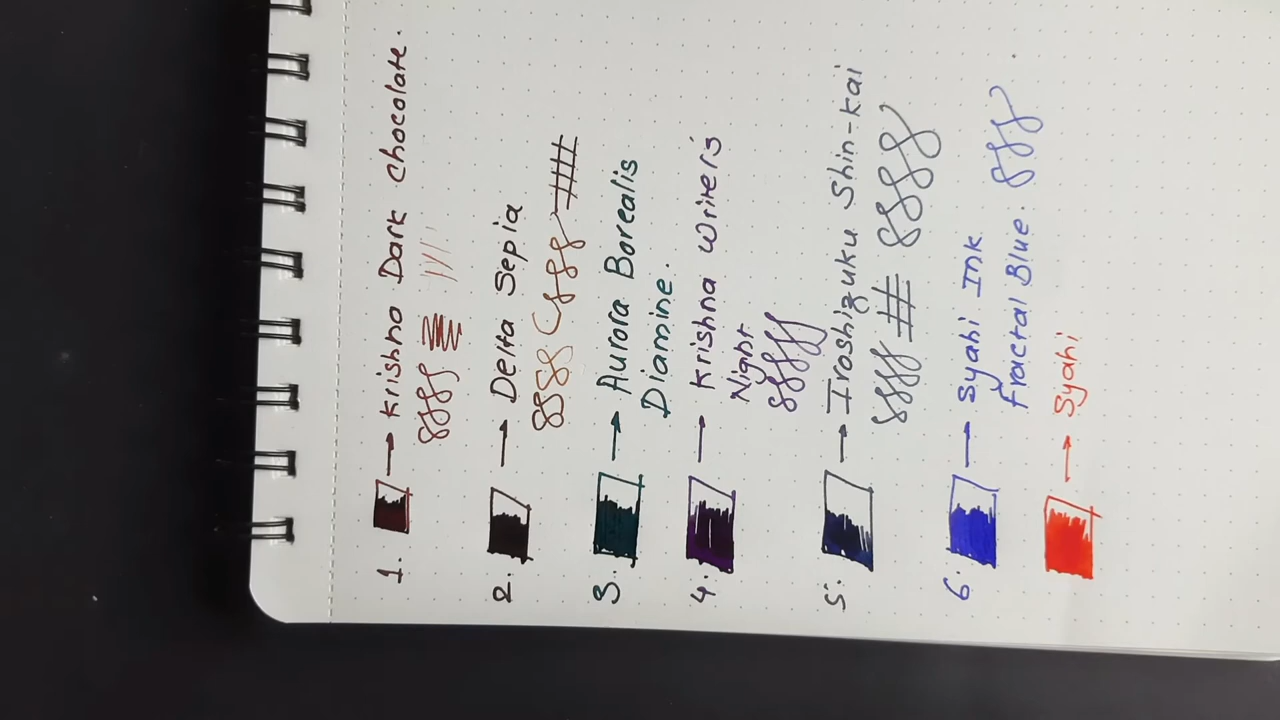 1. → Krishna Dark Chocolate.
2. → Delta Sepia
3. → Aurora Borealis
Diamine.
4. → Krishna Writer's
Night
5. → Iroshizuku Shin-kai
6. → Syahi Ink
Fractal Blue.
→ Syahi